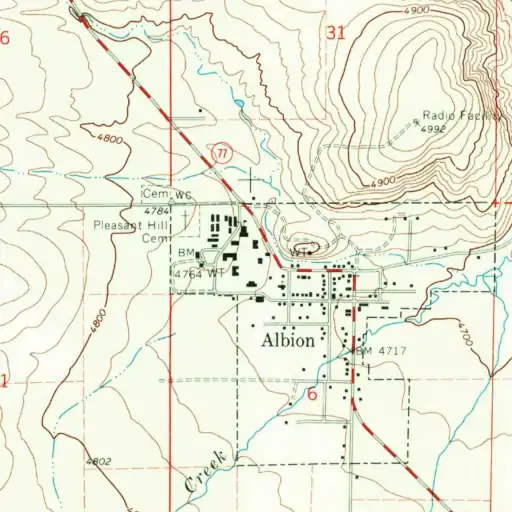 4900
6
31
Radio Facility
4992
4800
77
4900
Cem
WC
4784
Pleasant Hill
Cem
BM
4764
WT
WT
4800
4700
Albion
BM 4717
1
6
4802
Creek